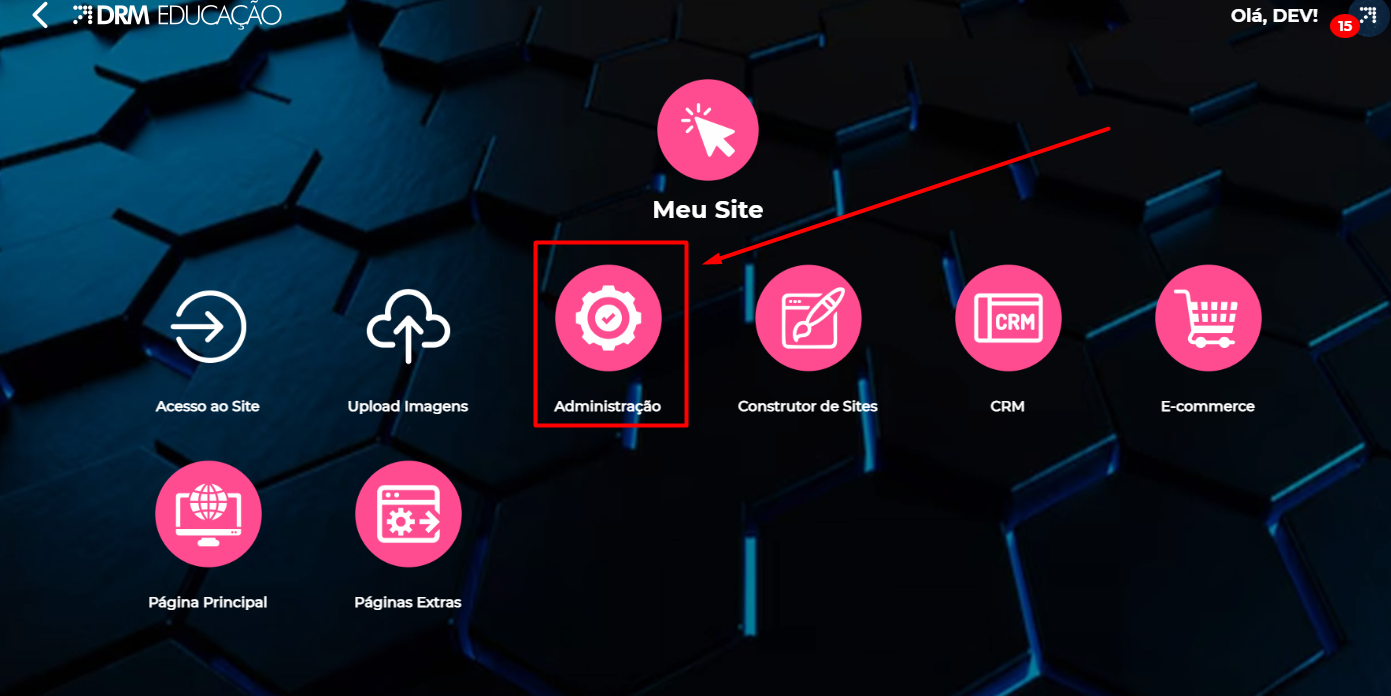 DRM EDUCAÇÃO
Olá, DEV!
15
Meu Site
CRM
Acesso ao Site
Upload Imagens
Administração
Construtor de Sites
CRM
E-commerce
Página Principal
Páginas Extras